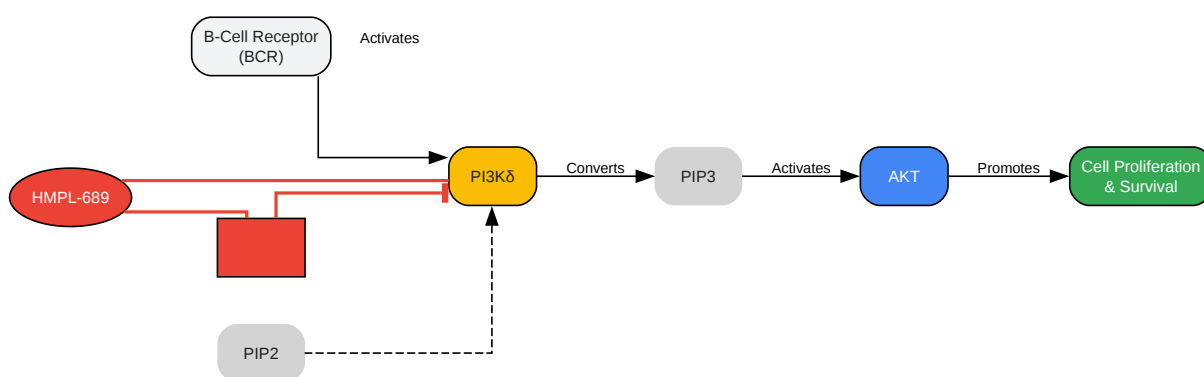 B-Cell Receptor
(BCR)
Activates
HMPL-689
PI3Kδ
Converts
PIP3
Activates
AKT
Promotes
Cell Proliferation
& Survival
PIP2